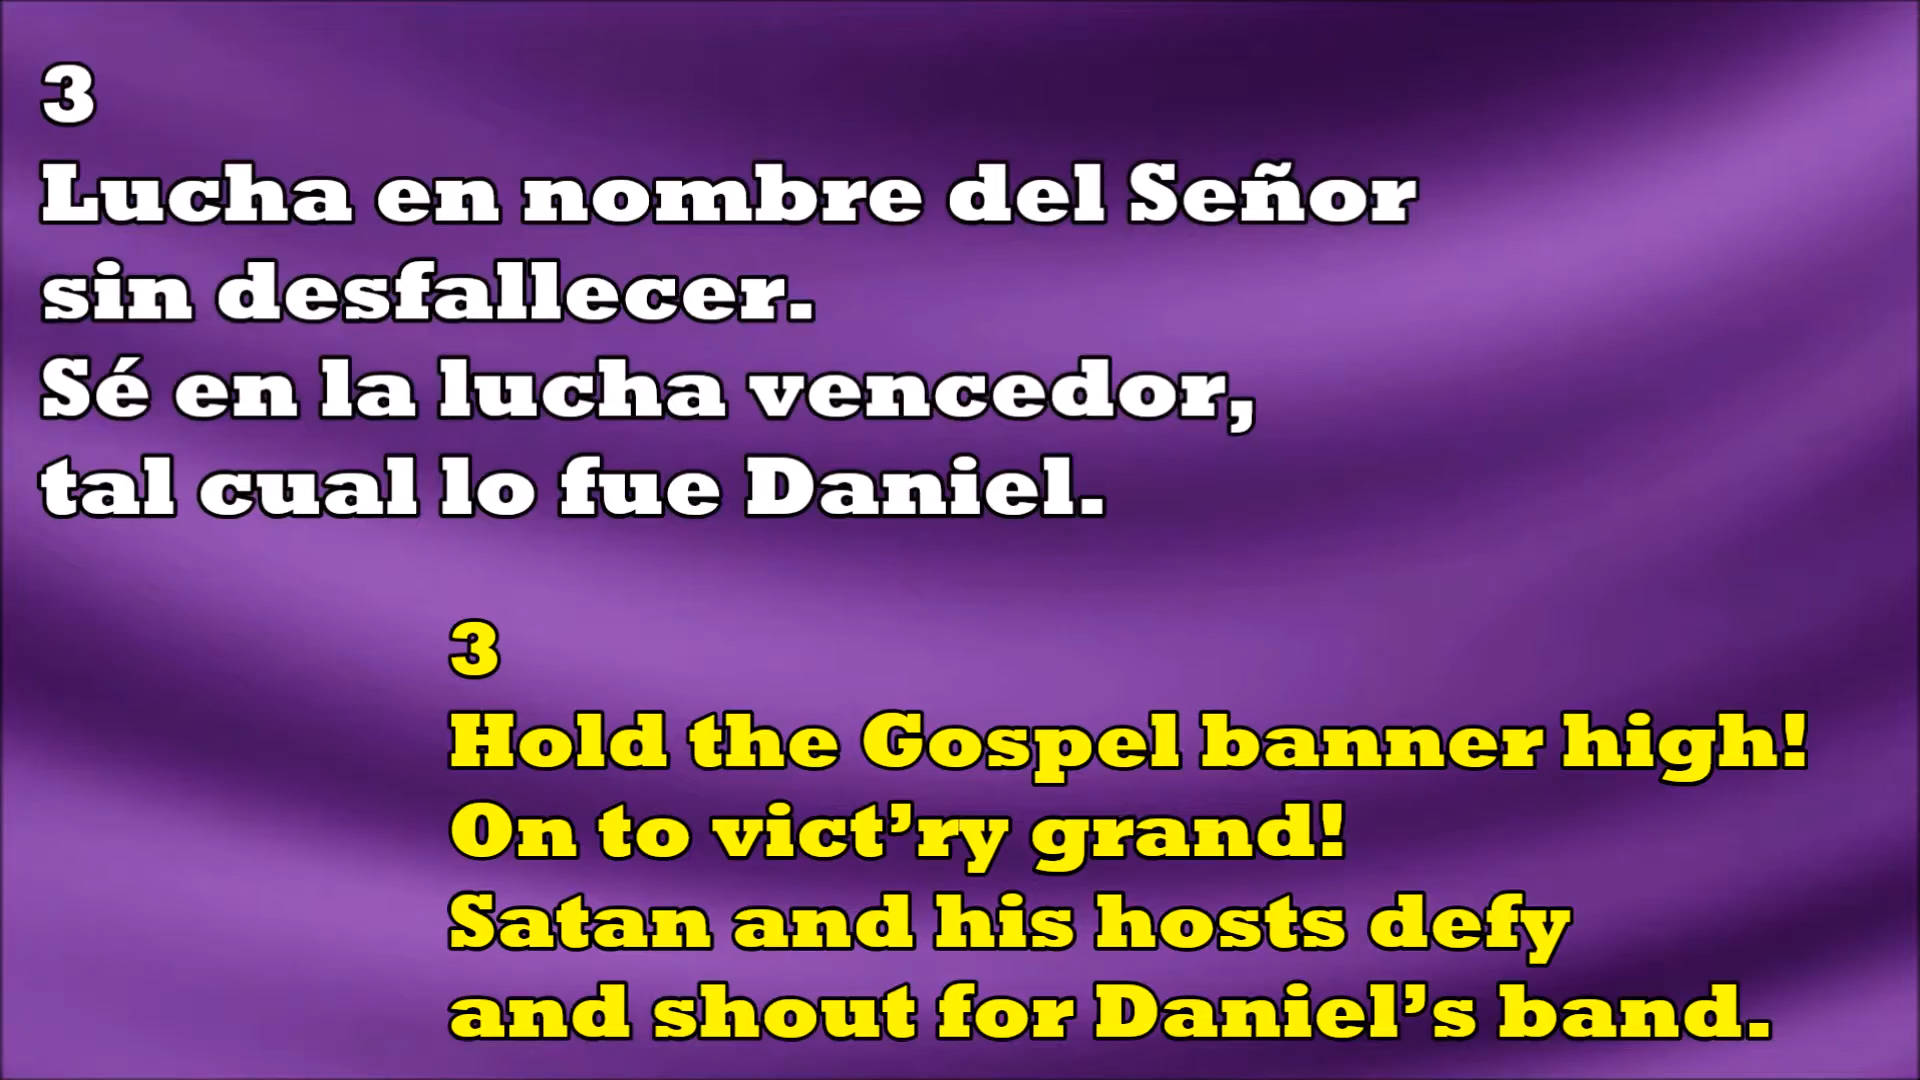 3
Lucha en nombre del Señor
sin desfallecer.
Sé en la lucha vencedor,
tal cual lo fue Daniel.
3
Hold the Gospel banner high!
On to vict’ry grand!
Satan and his hosts defy
and shout for Daniel’s band.